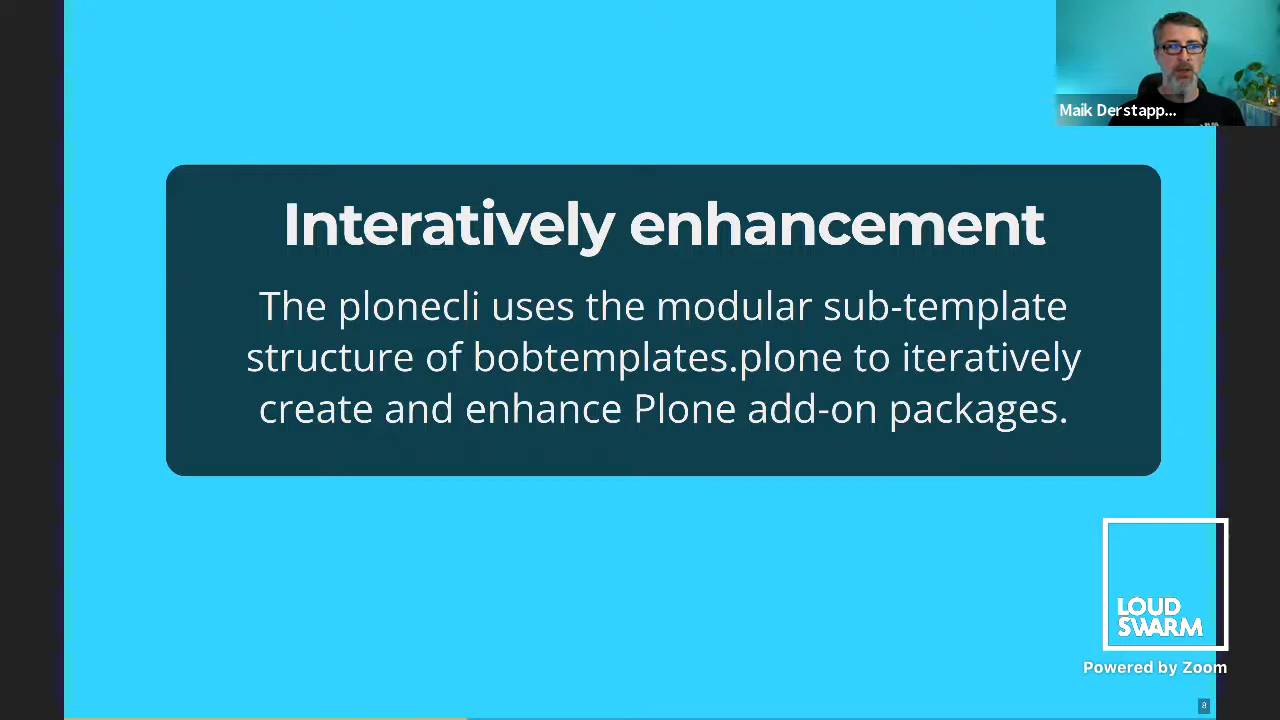 Maik Derstapp...
Interatively enhancement
The plonecli uses the modular sub-template
structure of bobtemplates.plone to iteratively
create and enhance Plone add-on packages.
LOUD
SWARM
Powered by Zoom
8